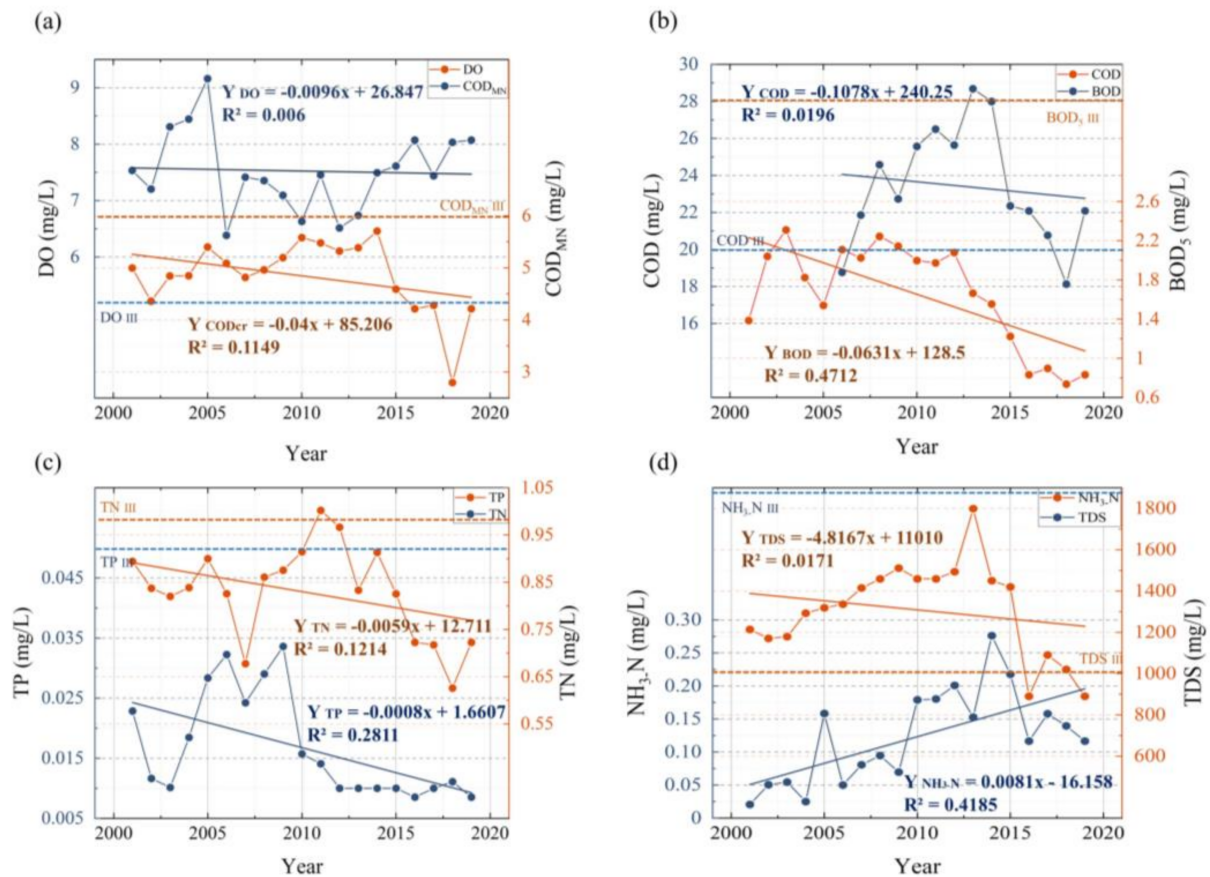 (a)
DO
COD_MN
Y DO = -0.0096x + 26.847
R² = 0.006
COD_MN III
DO III
Y CODcr = -0.04x + 85.206
R² = 0.1149
9
8
7
6
6
5
4
3
DO (mg/L)
COD_MN (mg/L)
2000 2005 2010 2015 2020
Year
(b)
COD
BOD
Y COD = -0.1078x + 240.25
R² = 0.0196
BOD₅ III
COD III
Y BOD = -0.0631x + 128.5
R² = 0.4712
30
28
26
24
22
20
18
16
2.6
2.2
1.8
1.4
1
0.6
COD (mg/L)
BOD₅ (mg/L)
2000 2005 2010 2015 2020
Year
(c)
TP
TN
TN III
TP III
Y TN = -0.0059x + 12.711
R² = 0.1214
Y TP = -0.0008x + 1.6607
R² = 0.2811
0.045
0.035
0.025
0.015
0.005
1.05
0.95
0.85
0.75
0.65
0.55
TP (mg/L)
TN (mg/L)
2000 2005 2010 2015 2020
Year
(d)
NH₃-N
TDS
NH₃-N III
Y TDS = -4.8167x + 11010
R² = 0.0171
TDS III
Y NH3-N = 0.0081x - 16.158
R² = 0.4185
0.30
0.25
0.20
0.15
0.10
0.05
0
1800
1600
1400
1200
1000
800
600
NH₃-N (mg/L)
TDS (mg/L)
2000 2005 2010 2015 2020
Year